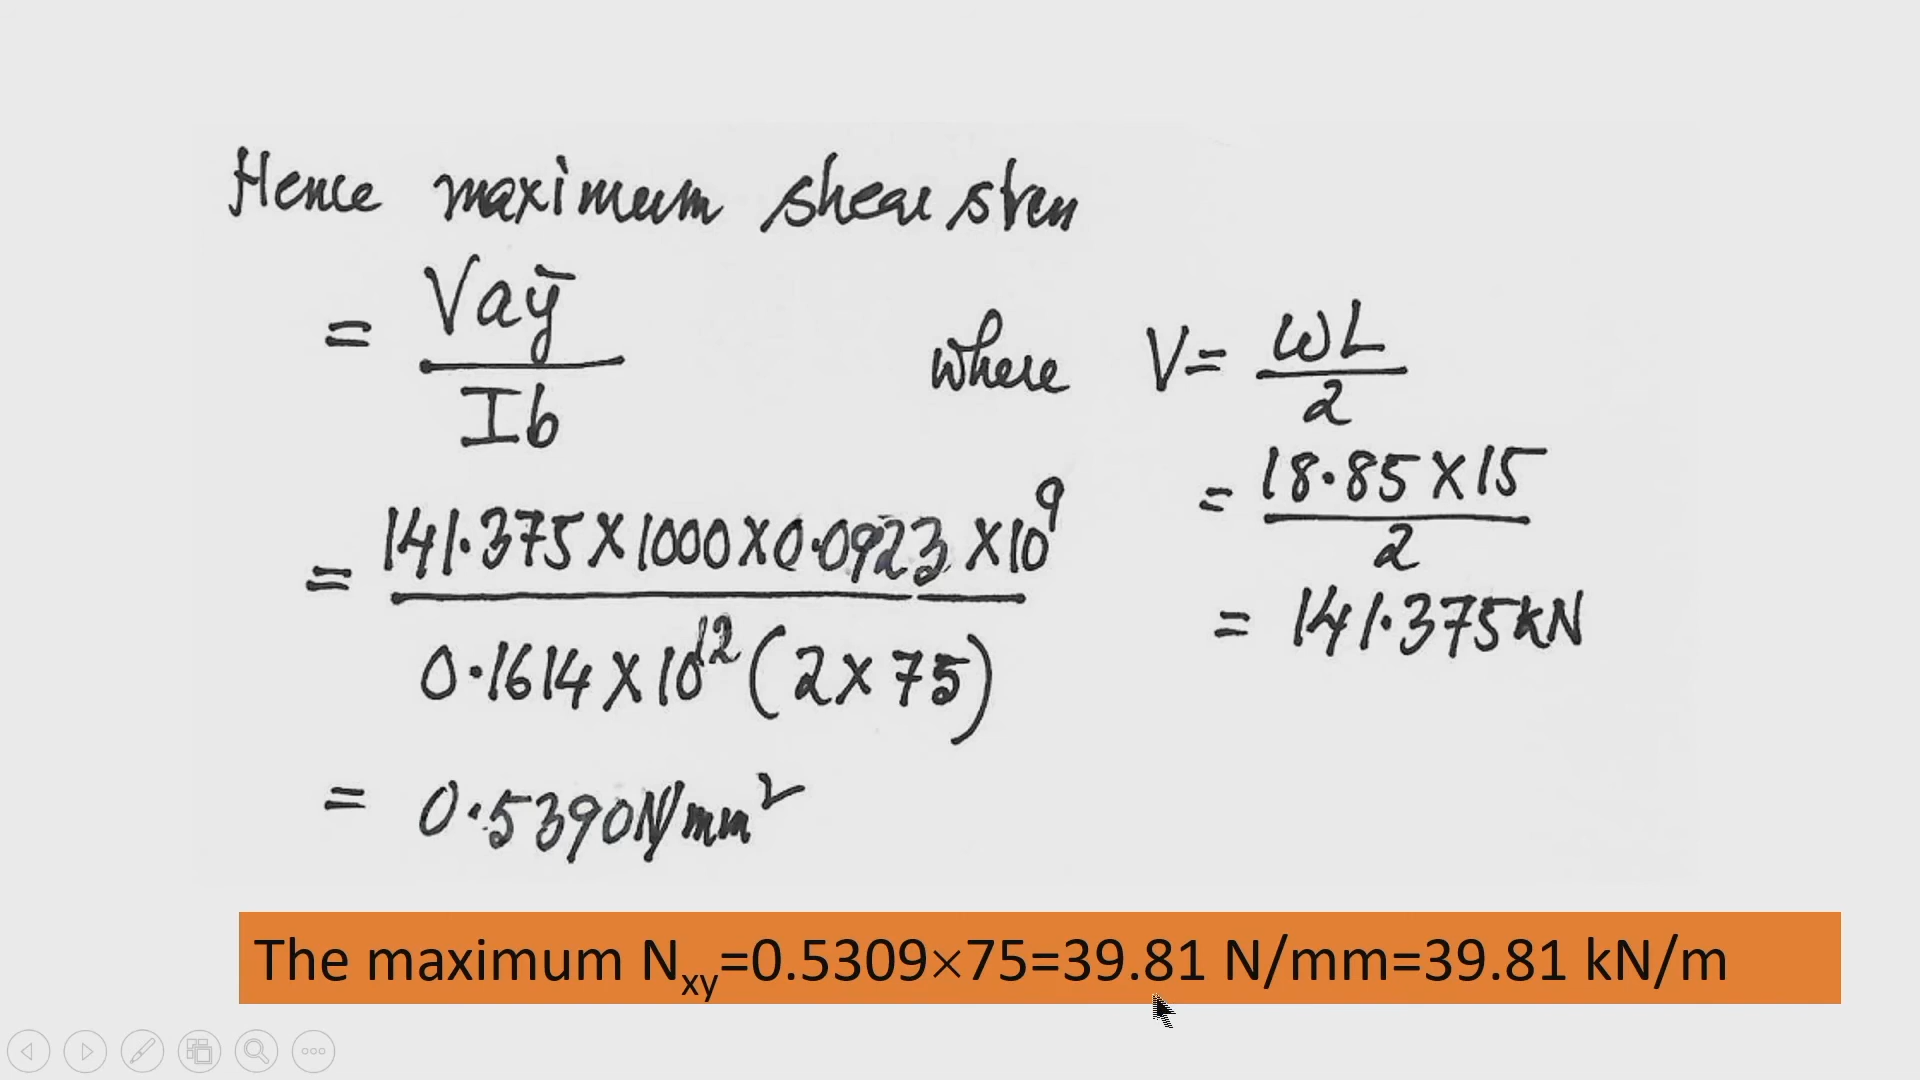 Hence maximum shear stress
= Vaȳ / Ib where V = ωL / 2
= 141.375 × 1000 × 0.0923 × 10⁹ / 0.1614 × 10¹² (2 × 75)
= 18.85 × 15 / 2
= 141.375 kN
= 0.5390 N/mm²
The maximum Nxy=0.5309×75=39.81 N/mm=39.81 kN/m